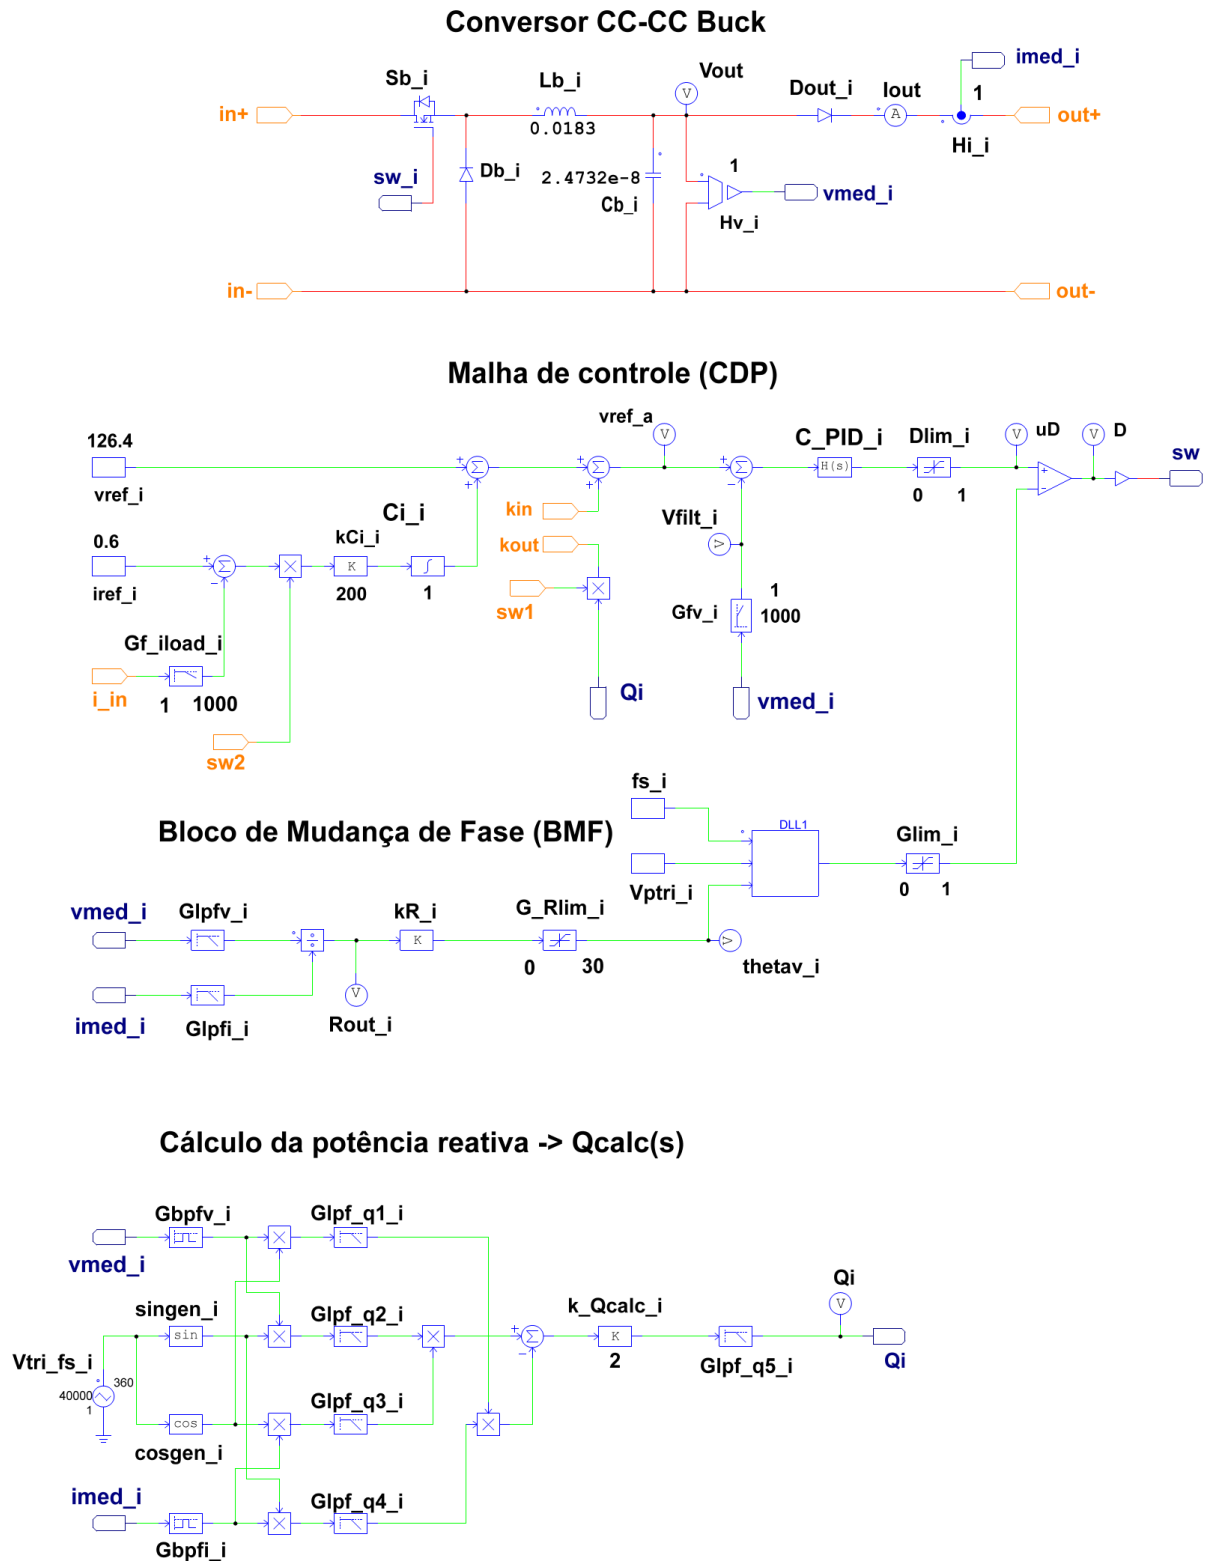 Conversor CC-CC Buck
Sb_i
Lb_i
Vout
Dout_i
Iout
imed_i
in+
V
A
1
out+
0.0183
Hi_i
sw_i
Db_i
2.4732e-8
1
vmed_i
Cb_i
Hv_i
in-
out-
Malha de controle (CDP)
vref_a
126.4
V
C_PID_i
Dlim_i
V
uD
V
D
sw
H(s)
vref_i
0
1
kin
Ci_i
Vfilt_i
0.6
kCi_i
kout
V
K
iref_i
200
1
sw1
1
Gfv_i
1000
Gf_iload_i
i_in
1
1000
Qi
vmed_i
sw2
fs_i
Bloco de Mudança de Fase (BMF)
DLL1
Glim_i
Vptri_i
0
1
vmed_i
Glpfv_i
kR_i
G_Rlim_i
K
V
0
30
thetav_i
V
imed_i
Glpfi_i
Rout_i
Cálculo da potência reativa -> Qcalc(s)
Gbpfv_i
Glpf_q1_i
vmed_i
Qi
singen_i
Glpf_q2_i
k_Qcalc_i
V
sin
K
Vtri_fs_i
2
Glpf_q5_i
Qi
360
40000
1
Glpf_q3_i
cos
cosgen_i
imed_i
Glpf_q4_i
Gbpfi_i